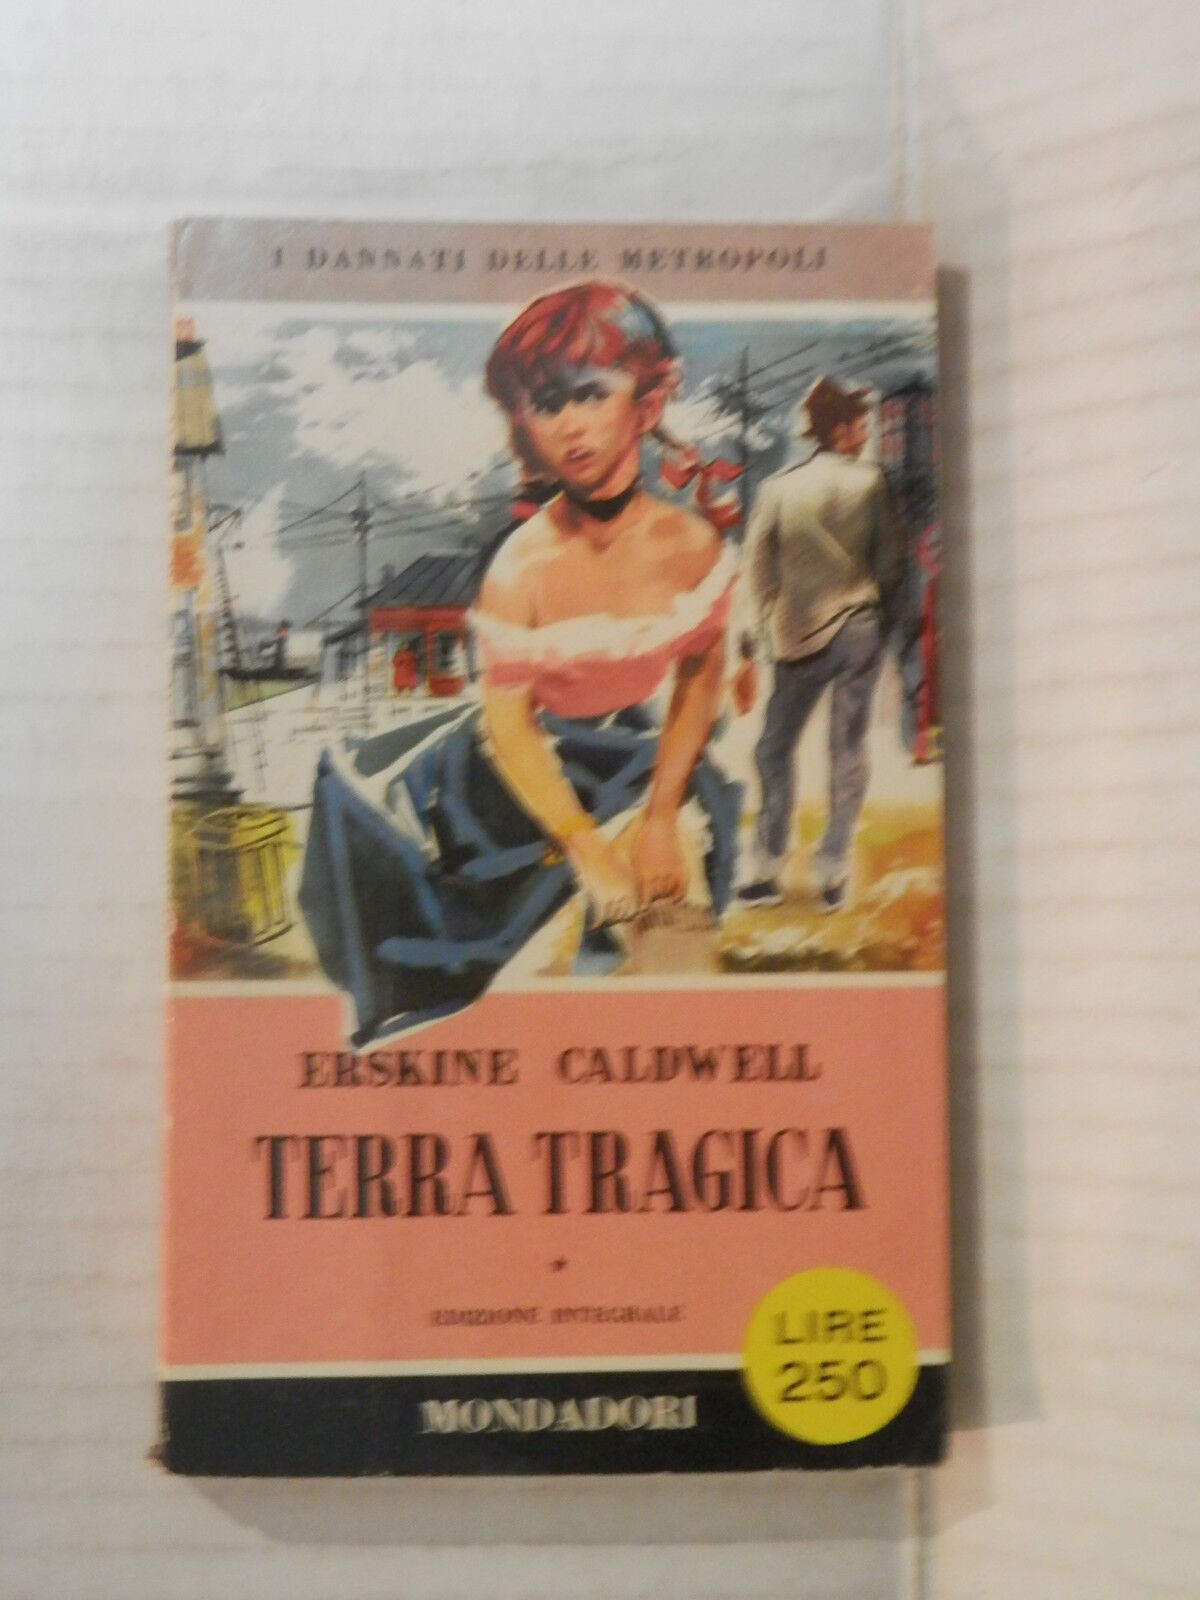 I DANNATI DELLE METROPOLI
ERSKINE CALDWELL
TERRA TRAGICA
*
EDIZIONE INTEGRALE
LIRE
250
MONDADORI